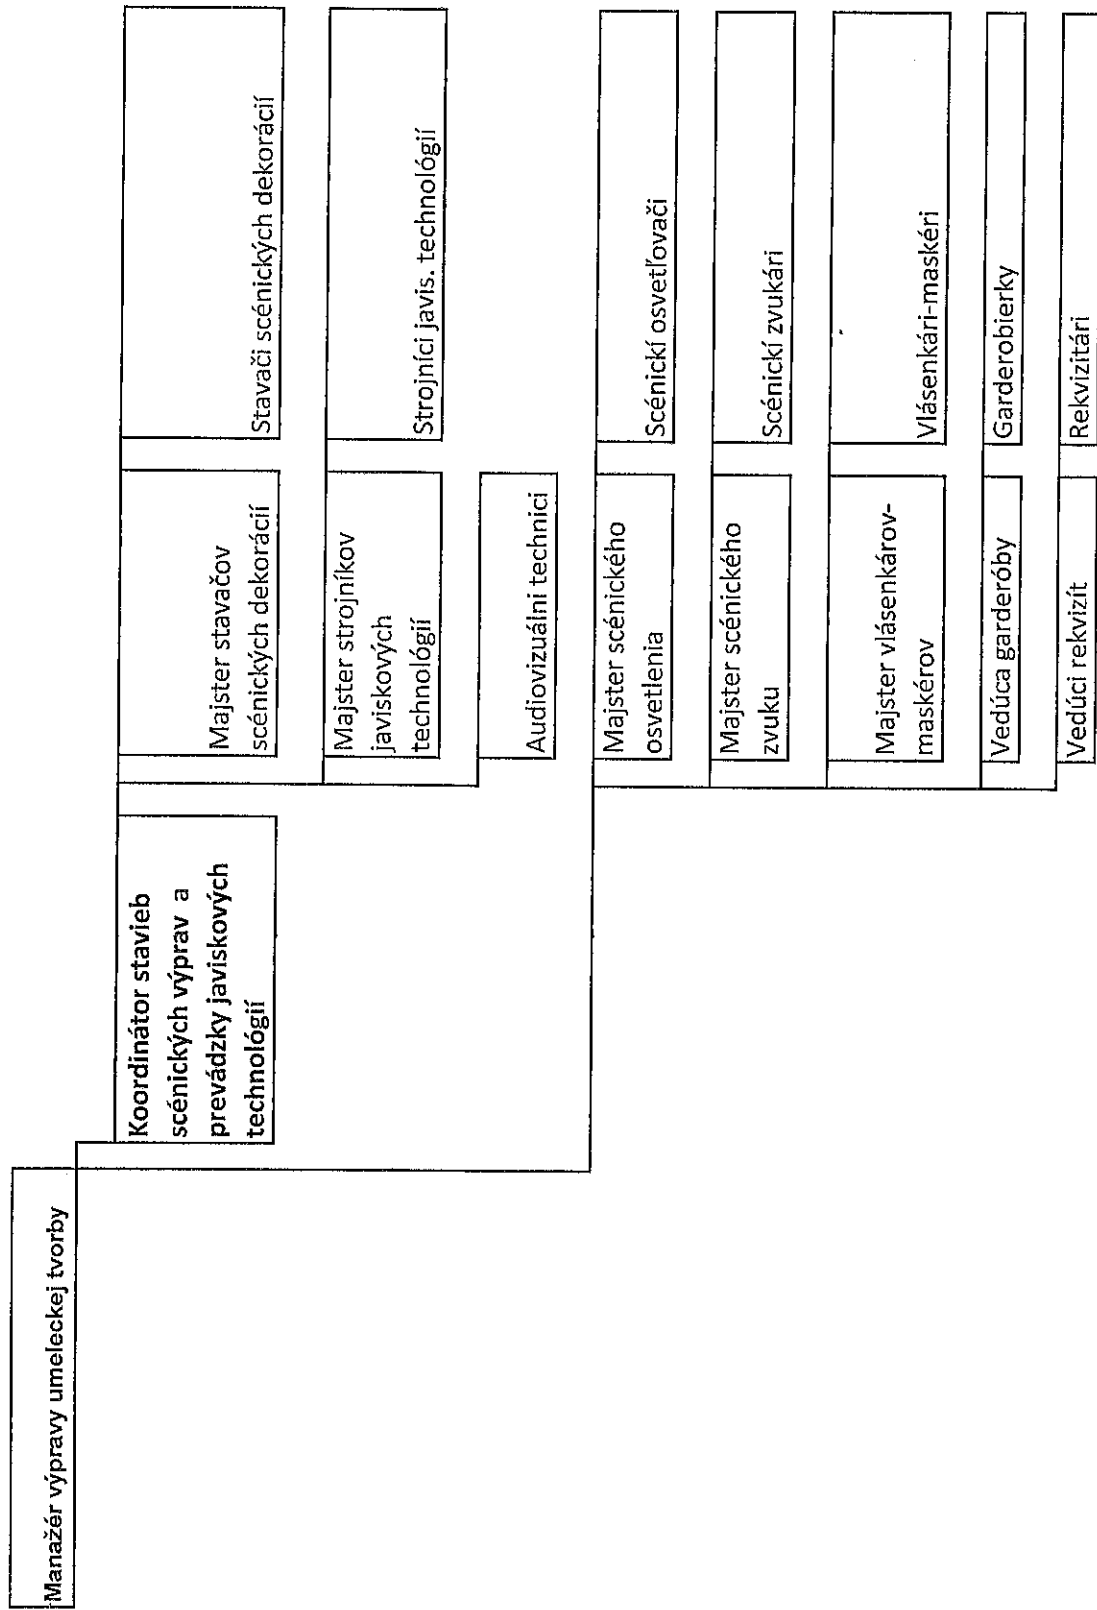 Manažér výpravy umeleckej tvorby
Koordinátor stavieb
scénických výprav a
prevádzky javiskových
technológií
Majster stavačov
scénických dekorácií
Stavači scénických dekorácií
Majster strojníkov
javiskových
technológií
Strojníci javis. technológií
Audiovizuálni technici
Majster scénického
osvetlenia
Scénickí osvetľovači
Majster scénického
zvuku
Scénickí zvukári
Majster vlásenkárov-
maskérov
Vlásenkári-maskéri
Vedúca garderóby
Garderobierky
Vedúci rekvizít
Rekvizitári